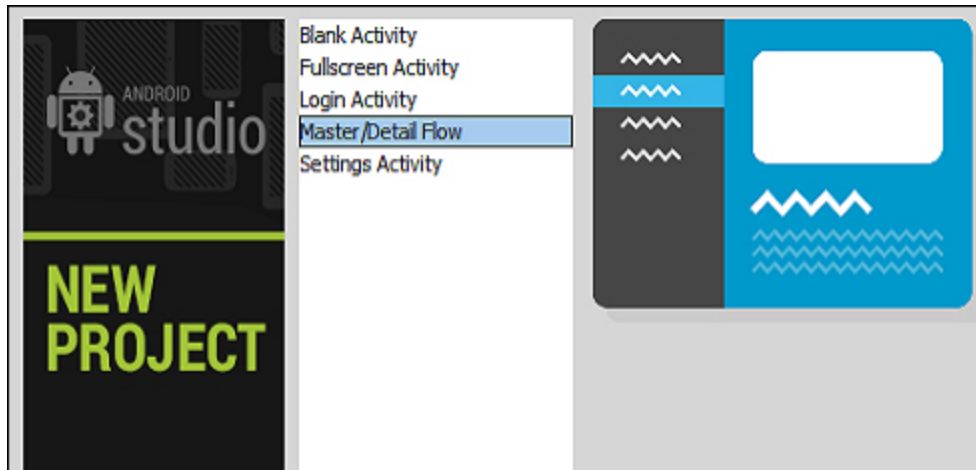 ANDROID
studio
NEW
PROJECT
Blank Activity
Fullscreen Activity
Login Activity
Master/Detail Flow
Settings Activity